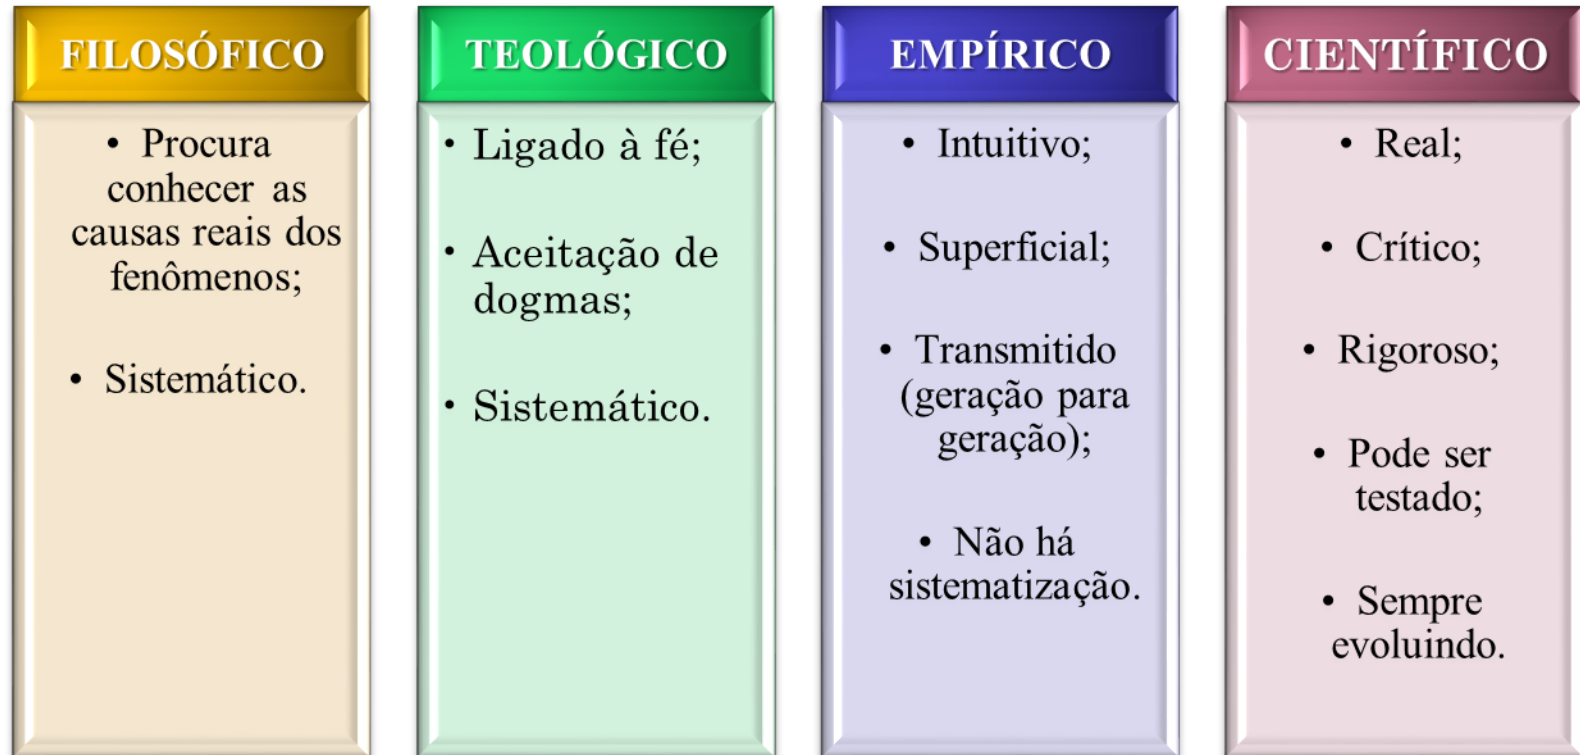 FILOSÓFICO
• Procura
conhecer as
causas reais dos
fenômenos;
• Sistemático.
TEOLÓGICO
• Ligado à fé;
• Aceitação de
dogmas;
• Sistemático.
EMPÍRICO
• Intuitivo;
• Superficial;
• Transmitido
(geração para
geração);
• Não há
sistematização.
CIENTÍFICO
• Real;
• Crítico;
• Rigoroso;
• Pode ser
testado;
• Sempre
evoluindo.